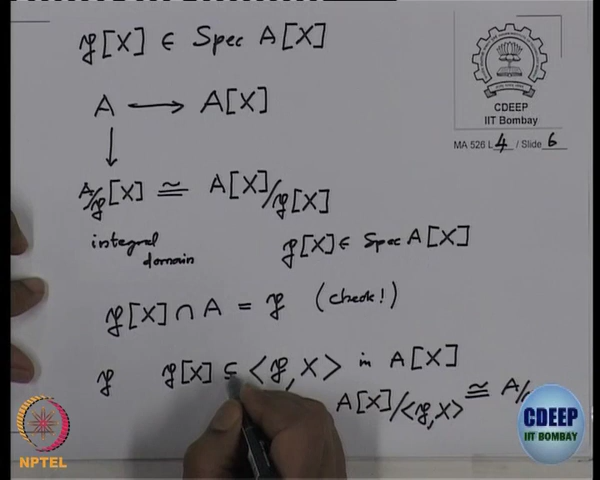 𝔭[X] ∈ Spec A[X]
CDEEP
IIT Bombay
MA 526 L 4 / Slide 6
A ⟶ A[X]
↓
A/𝔭[X] ≅ A[X]/𝔭[X]
integral domain
𝔭[X] ∈ Spec A[X]
𝔭[X] ∩ A = 𝔭 (check!)
𝔭 𝔭[X] ⊆ <𝔭, X> in A[X]
A[X]/<𝔭,X> ≅ A/
NPTEL
CDEEP
IIT BOMBAY